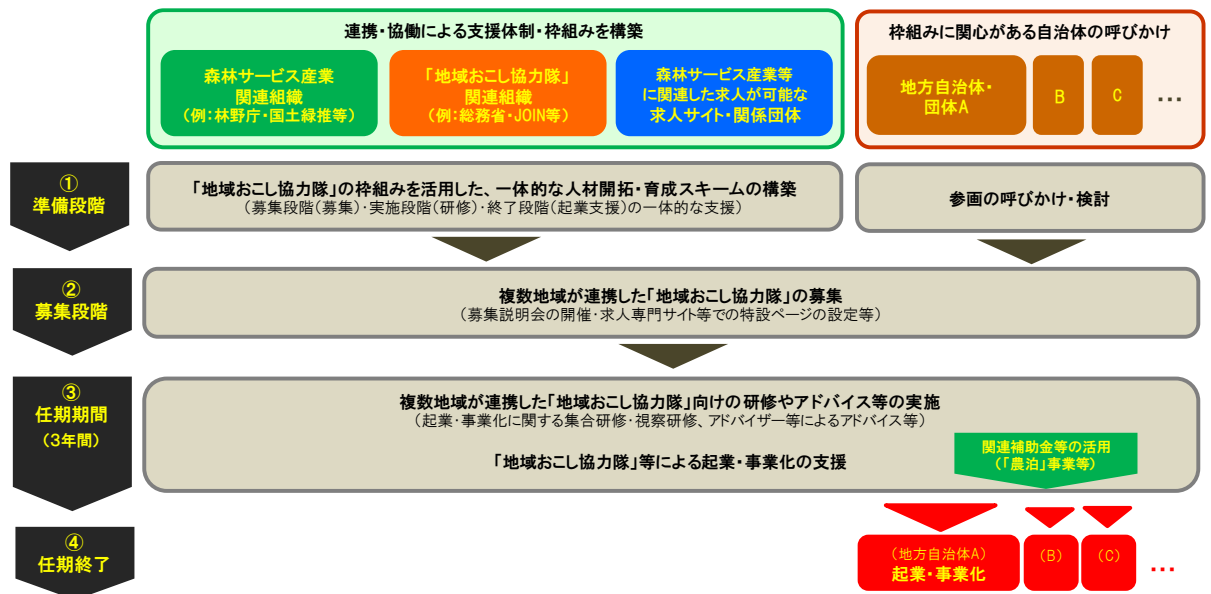 連携・協働による支援体制・枠組みを構築
森林サービス産業
関連組織
（例：林野庁・国土緑推等）
「地域おこし協力隊」
関連組織
（例：総務省・JOIN等）
森林サービス産業等
に関連した求人が可能な
求人サイト・関係団体
枠組みに関心がある自治体の呼びかけ
地方自治体・
団体A
B
C
…
①
準備段階
「地域おこし協力隊」の枠組みを活用した、一体的な人材開拓・育成スキームの構築
（募集段階（募集）・実施段階（研修）・終了段階（起業支援）の一体的な支援）
参画の呼びかけ・検討
②
募集段階
複数地域が連携した「地域おこし協力隊」の募集
（募集説明会の開催・求人専門サイト等での特設ページの設定等）
③
任期期間
（3年間）
複数地域が連携した「地域おこし協力隊」向けの研修やアドバイス等の実施
（起業・事業化に関する集合研修・視察研修、アドバイザー等によるアドバイス等）
「地域おこし協力隊」等による起業・事業化の支援
関連補助金等の活用
（「農泊」事業等）
④
任期終了
（地方自治体A）
起業・事業化
（B）
（C）
…